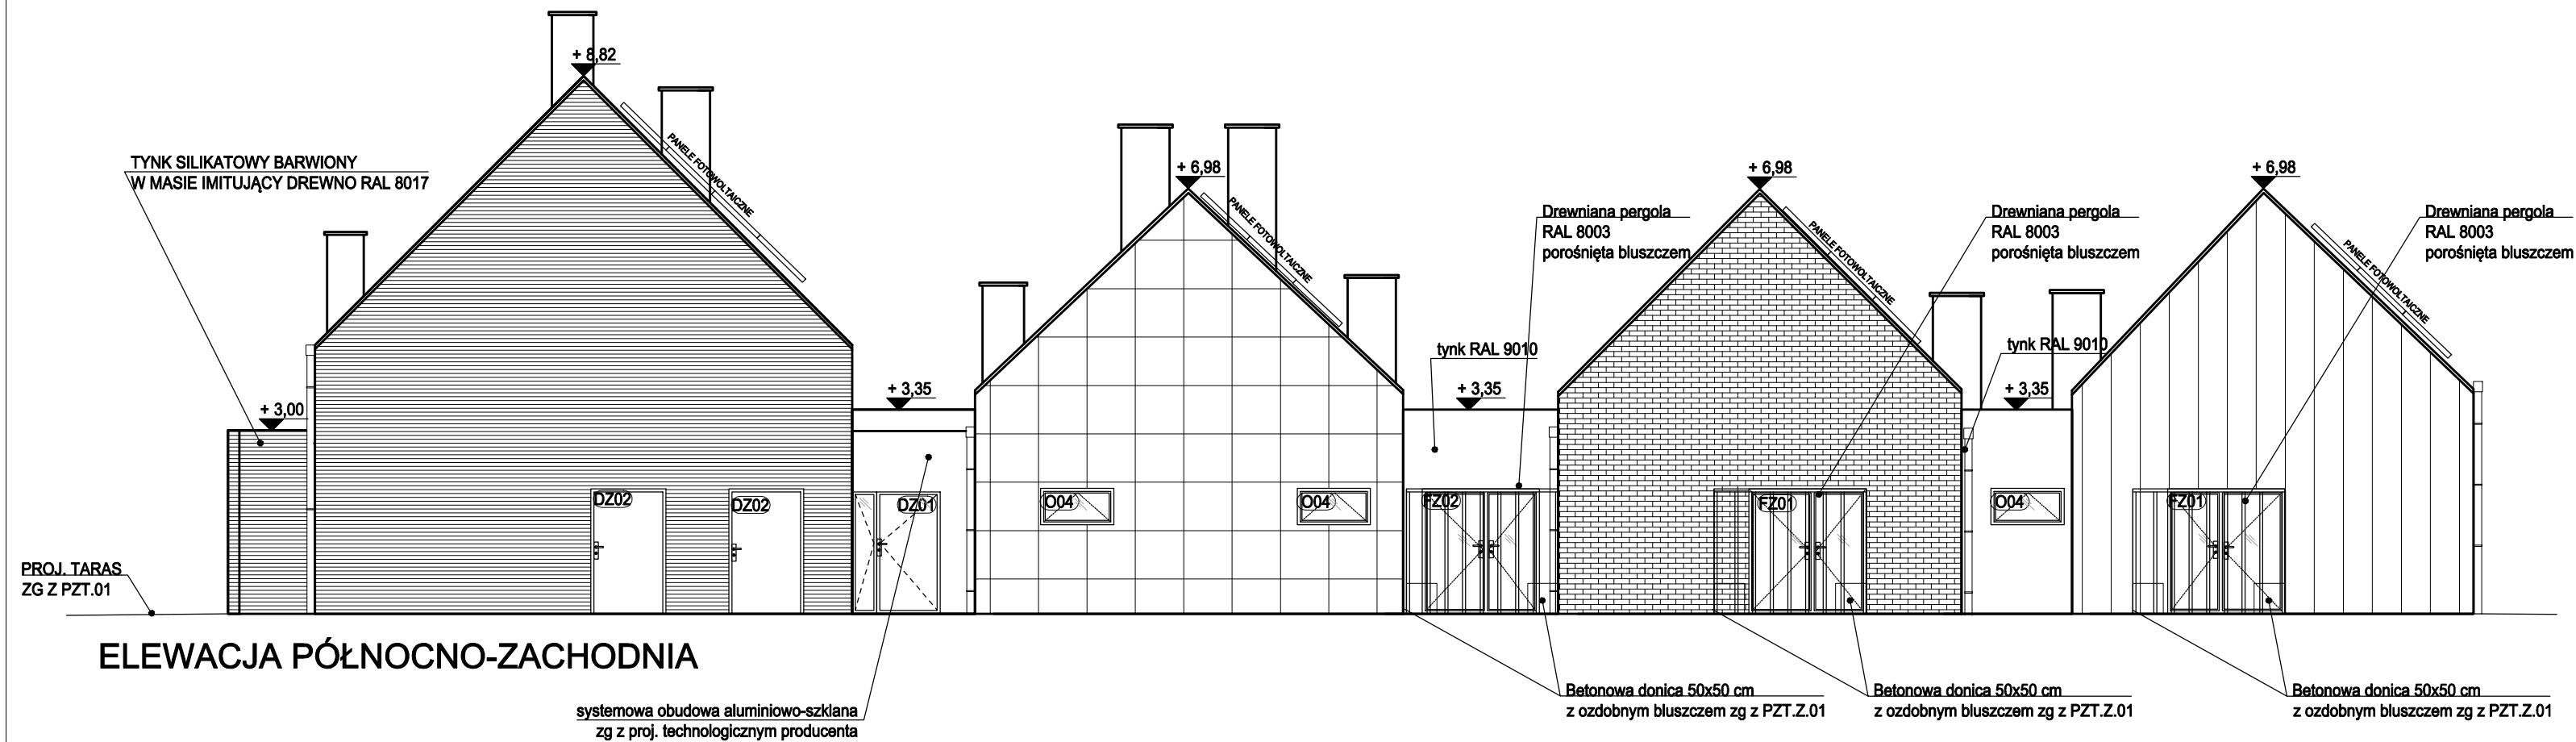 + 8,82
TYNK SILIKATOWY BARWIONY
W MASIE IMITUJĄCY DREWNO RAL 8017
PANELE FOTOWOLTAICZNE
+ 6,98
PANELE FOTOWOLTAICZNE
+ 6,98
PANELE FOTOWOLTAICZNE
+ 6,98
PANELE FOTOWOLTAICZNE
Drewniana pergola
RAL 8003
porośnięta bluszczem
Drewniana pergola
RAL 8003
porośnięta bluszczem
Drewniana pergola
RAL 8003
porośnięta bluszczem
tynk RAL 9010
tynk RAL 9010
+ 3,00
+ 3,35
+ 3,35
+ 3,35
DZ02
DZ02
DZ01
O04
O04
FZ02
FZ01
O04
FZ01
PROJ. TARAS
ZG Z PZT.01
ELEWACJA PÓŁNOCNO-ZACHODNIA
systemowa obudowa aluminiowo-szklana
zg z proj. technologicznym producenta
Betonowa donica 50x50 cm
z ozdobnym bluszczem zg z PZT.Z.01
Betonowa donica 50x50 cm
z ozdobnym bluszczem zg z PZT.Z.01
Betonowa donica 50x50 cm
z ozdobnym bluszczem zg z PZT.Z.01